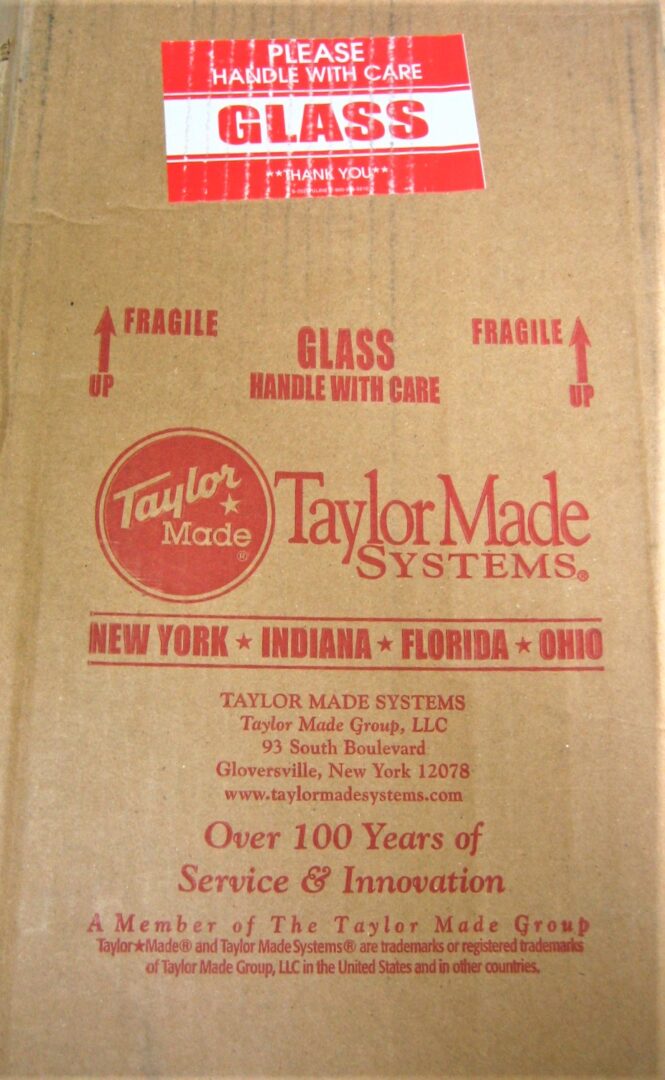 PLEASE
HANDLE WITH CARE
GLASS
**THANK YOU**
FRAGILE
UP
GLASS
HANDLE WITH CARE
FRAGILE
UP
Taylor
★
Made
®
Taylor Made
SYSTEMS®
NEW YORK ★ INDIANA ★ FLORIDA ★ OHIO
TAYLOR MADE SYSTEMS
Taylor Made Group, LLC
93 South Boulevard
Gloversville, New York 12078
www.taylormadesystems.com
Over 100 Years of
Service & Innovation
A Member of The Taylor Made Group
Taylor★Made® and Taylor Made Systems® are trademarks or registered trademarks
of Taylor Made Group, LLC in the United States and in other countries.